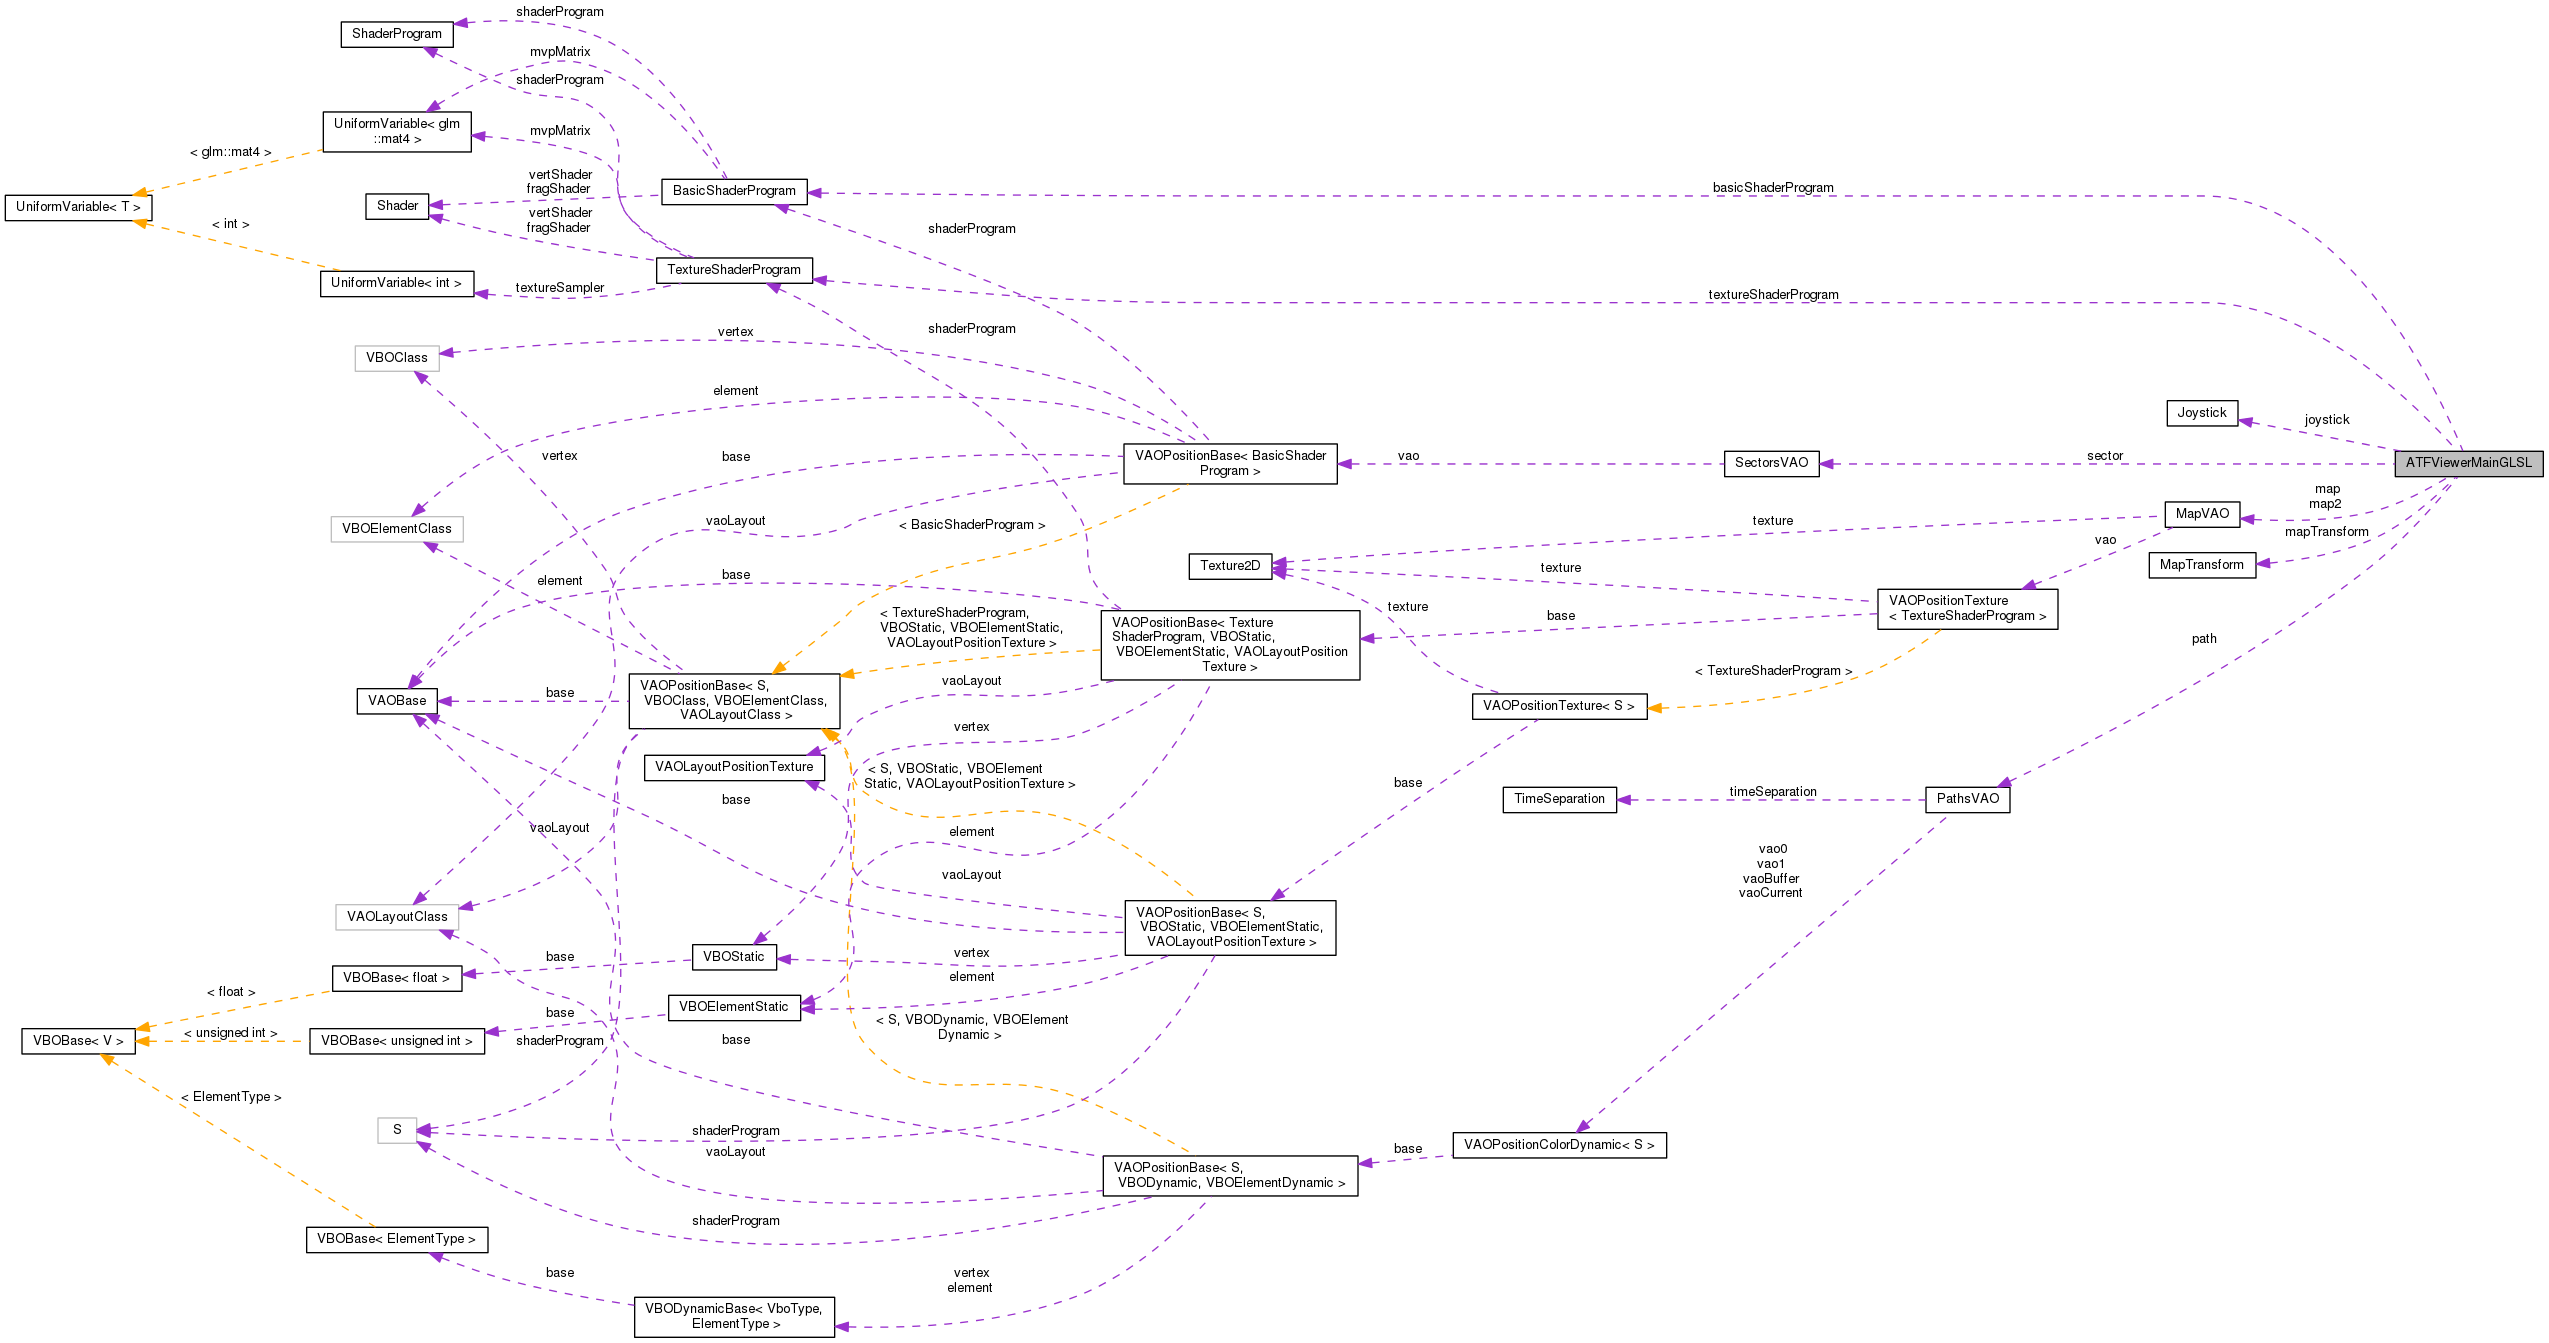 shaderProgram
ShaderProgram
mvpMatrix
shaderProgram
UniformVariable< glm
::mat4 >
mvpMatrix
< glm::mat4 >
vertShader
fragShader
BasicShaderProgram
basicShaderProgram
UniformVariable< T >
Shader
vertShader
fragShader
< int >
shaderProgram
TextureShaderProgram
UniformVariable< int >
textureSampler
textureShaderProgram
vertex
shaderProgram
VBOClass
element
Joystick
joystick
vertex
base
VAOPositionBase< BasicShader
Program >
vao
SectorsVAO
sector
ATFViewerMainGLSL
map
map2
VBOElementClass
vaoLayout
< BasicShaderProgram >
texture
MapVAO
mapTransform
vao
Texture2D
MapTransform
element
base
texture
texture
VAOPositionTexture
< TextureShaderProgram >
< TextureShaderProgram,
VBOStatic, VBOElementStatic,
VAOLayoutPositionTexture >
VAOPositionBase< Texture
ShaderProgram, VBOStatic,
VBOElementStatic, VAOLayoutPosition
Texture >
base
path
< TextureShaderProgram >
VAOBase
base
VAOPositionBase< S,
VBOClass, VBOElementClass,
VAOLayoutClass >
vaoLayout
VAOPositionTexture< S >
vertex
VAOLayoutPositionTexture
< S, VBOStatic, VBOElement
Static, VAOLayoutPositionTexture >
base
base
TimeSeparation
timeSeparation
PathsVAO
vaoLayout
element
vao0
vao1
vaoBuffer
vaoCurrent
vaoLayout
VAOLayoutClass
VAOPositionBase< S,
VBOStatic, VBOElementStatic,
VAOLayoutPositionTexture >
base
VBOStatic
vertex
VBOBase< float >
element
< float >
VBOElementStatic
base
< S, VBODynamic, VBOElement
Dynamic >
VBOBase< V >
< unsigned int >
VBOBase< unsigned int >
shaderProgram
base
< ElementType >
S
shaderProgram
vaoLayout
VAOPositionBase< S,
VBODynamic, VBOElementDynamic >
base
VAOPositionColorDynamic< S >
shaderProgram
VBOBase< ElementType >
base
vertex
element
VBODynamicBase< VboType,
ElementType >